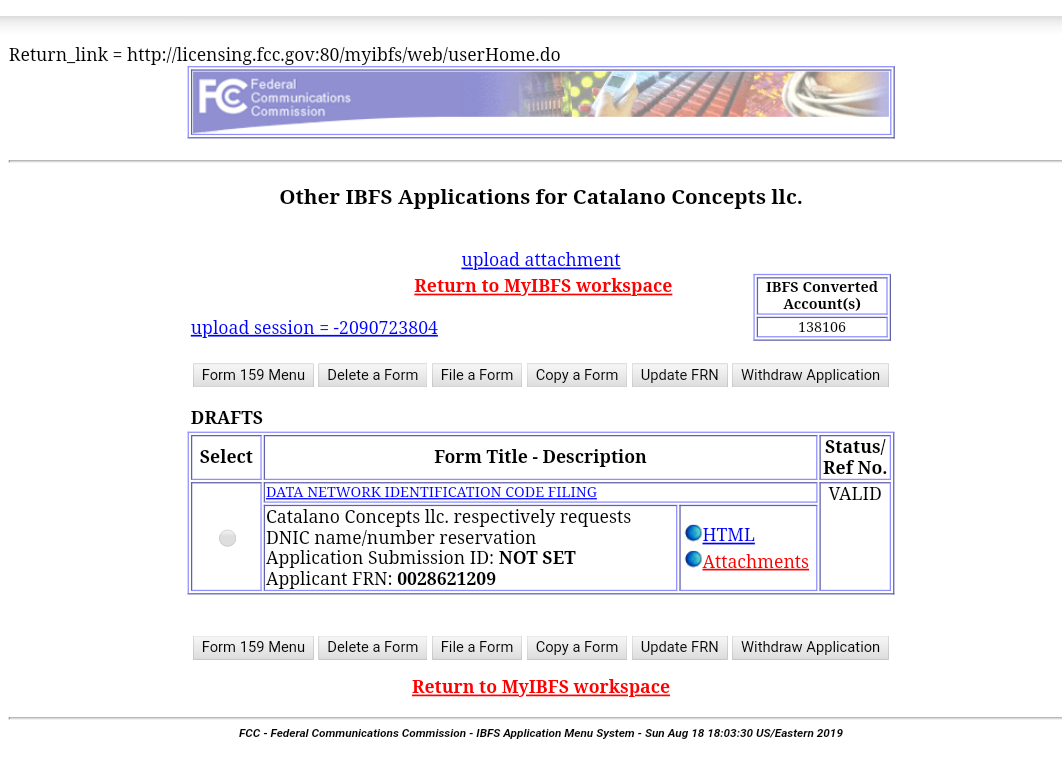 Return_link = http://licensing.fcc.gov:80/myibfs/web/userHome.do
FCC Federal
Communications
Commission
Other IBFS Applications for Catalano Concepts llc.
upload attachment
Return to MyIBFS workspace
IBFS Converted
Account(s)
138106
upload session = -2090723804
Form 159 Menu Delete a Form File a Form Copy a Form Update FRN Withdraw Application
DRAFTS
Select Form Title - Description Status/
Ref No.
DATA NETWORK IDENTIFICATION CODE FILING VALID
Catalano Concepts llc. respectively requests
DNIC name/number reservation
Application Submission ID: NOT SET
Applicant FRN: 0028621209
HTML
Attachments
Form 159 Menu Delete a Form File a Form Copy a Form Update FRN Withdraw Application
Return to MyIBFS workspace
FCC - Federal Communications Commission - IBFS Application Menu System - Sun Aug 18 18:03:30 US/Eastern 2019